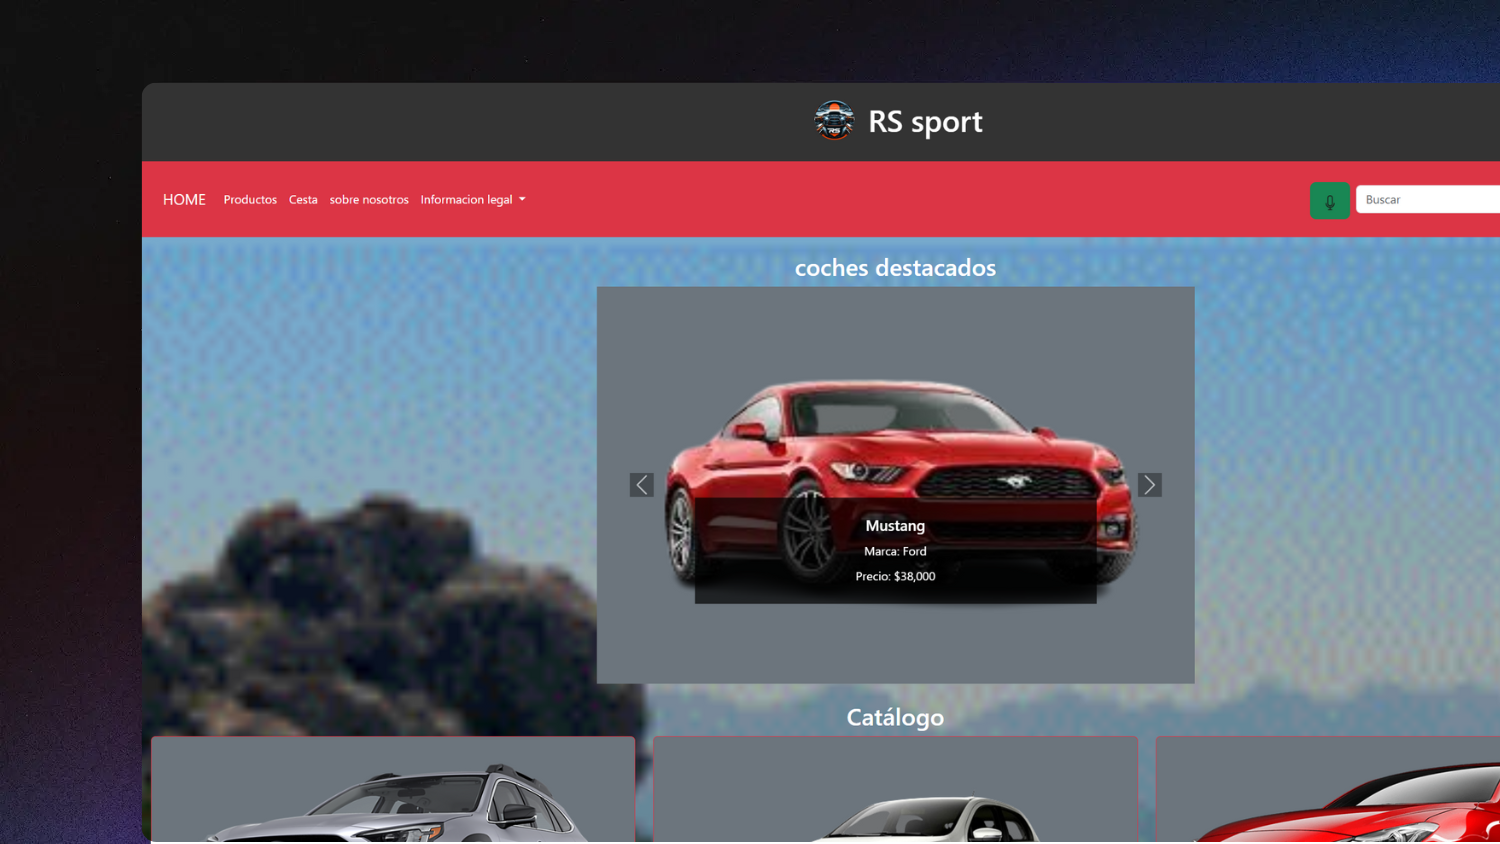 RS sport
HOME Productos Cesta sobre nosotros Informacion legal
Buscar
coches destacados
Mustang
Marca: Ford
Precio: $38,000
Catálogo